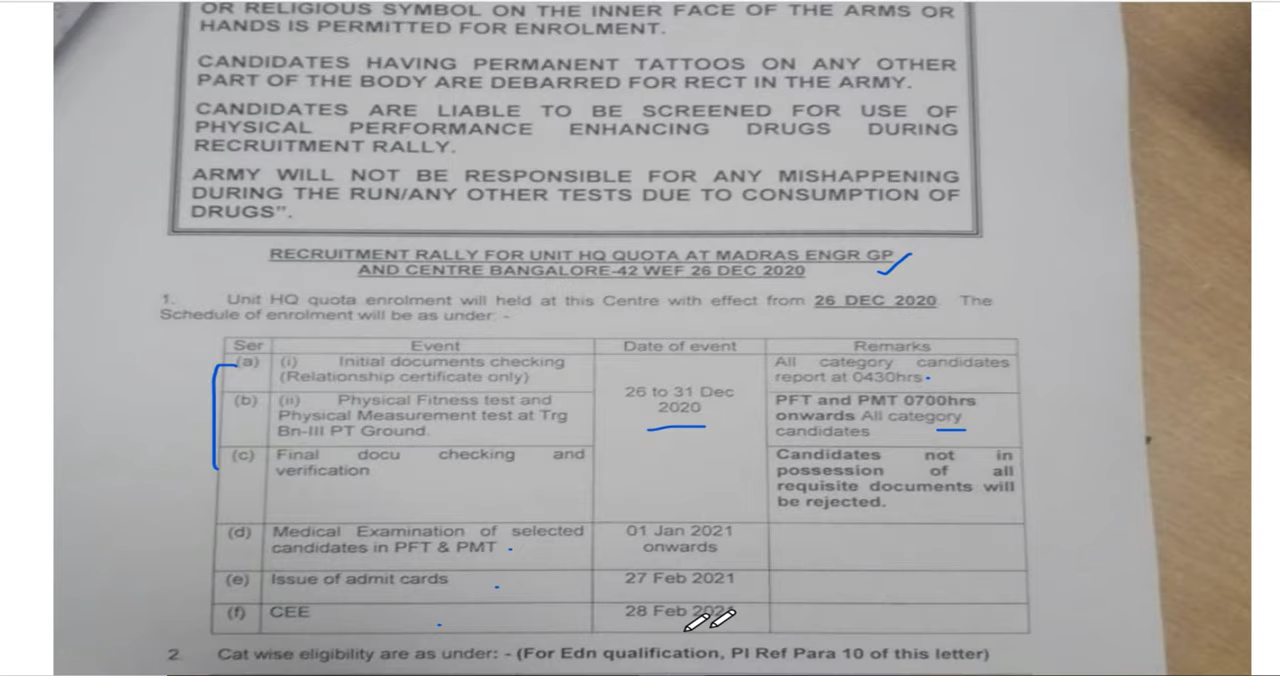 OR RELIGIOUS SYMBOL ON THE INNER FACE OF THE ARMS OR
HANDS IS PERMITTED FOR ENROLMENT.
CANDIDATES HAVING PERMANENT TATTOOS ON ANY OTHER
PART OF THE BODY ARE DEBARRED FOR RECT IN THE ARMY.
CANDIDATES ARE LIABLE TO BE SCREENED FOR USE OF
PHYSICAL PERFORMANCE ENHANCING DRUGS DURING
RECRUITMENT RALLY.
ARMY WILL NOT BE RESPONSIBLE FOR ANY MISHAPPENING
DURING THE RUN/ANY OTHER TESTS DUE TO CONSUMPTION OF
DRUGS”.
RECRUITMENT RALLY FOR UNIT HQ QUOTA AT MADRAS ENGR GP
AND CENTRE BANGALORE-42 WEF 26 DEC 2020
1. Unit HQ quota enrolment will held at this Centre with effect from 26 DEC 2020. The
Schedule of enrolment will be as under: -
Ser Event Date of event Remarks
(a) (i) Initial documents checking
(Relationship certificate only)
26 to 31 Dec
2020
All category candidates
report at 0430hrs
(b) (ii) Physical Fitness test and
Physical Measurement test at Trg
Bn-III PT Ground.
PFT and PMT 0700hrs
onwards All category
candidates
(c) Final docu checking and
verification
Candidates not in
possession of all
requisite documents will
be rejected.
(d) Medical Examination of selected
candidates in PFT & PMT
01 Jan 2021
onwards
(e) Issue of admit cards 27 Feb 2021
(f) CEE 28 Feb 2021
2. Cat wise eligibility are as under: - (For Edn qualification, Pl Ref Para 10 of this letter)